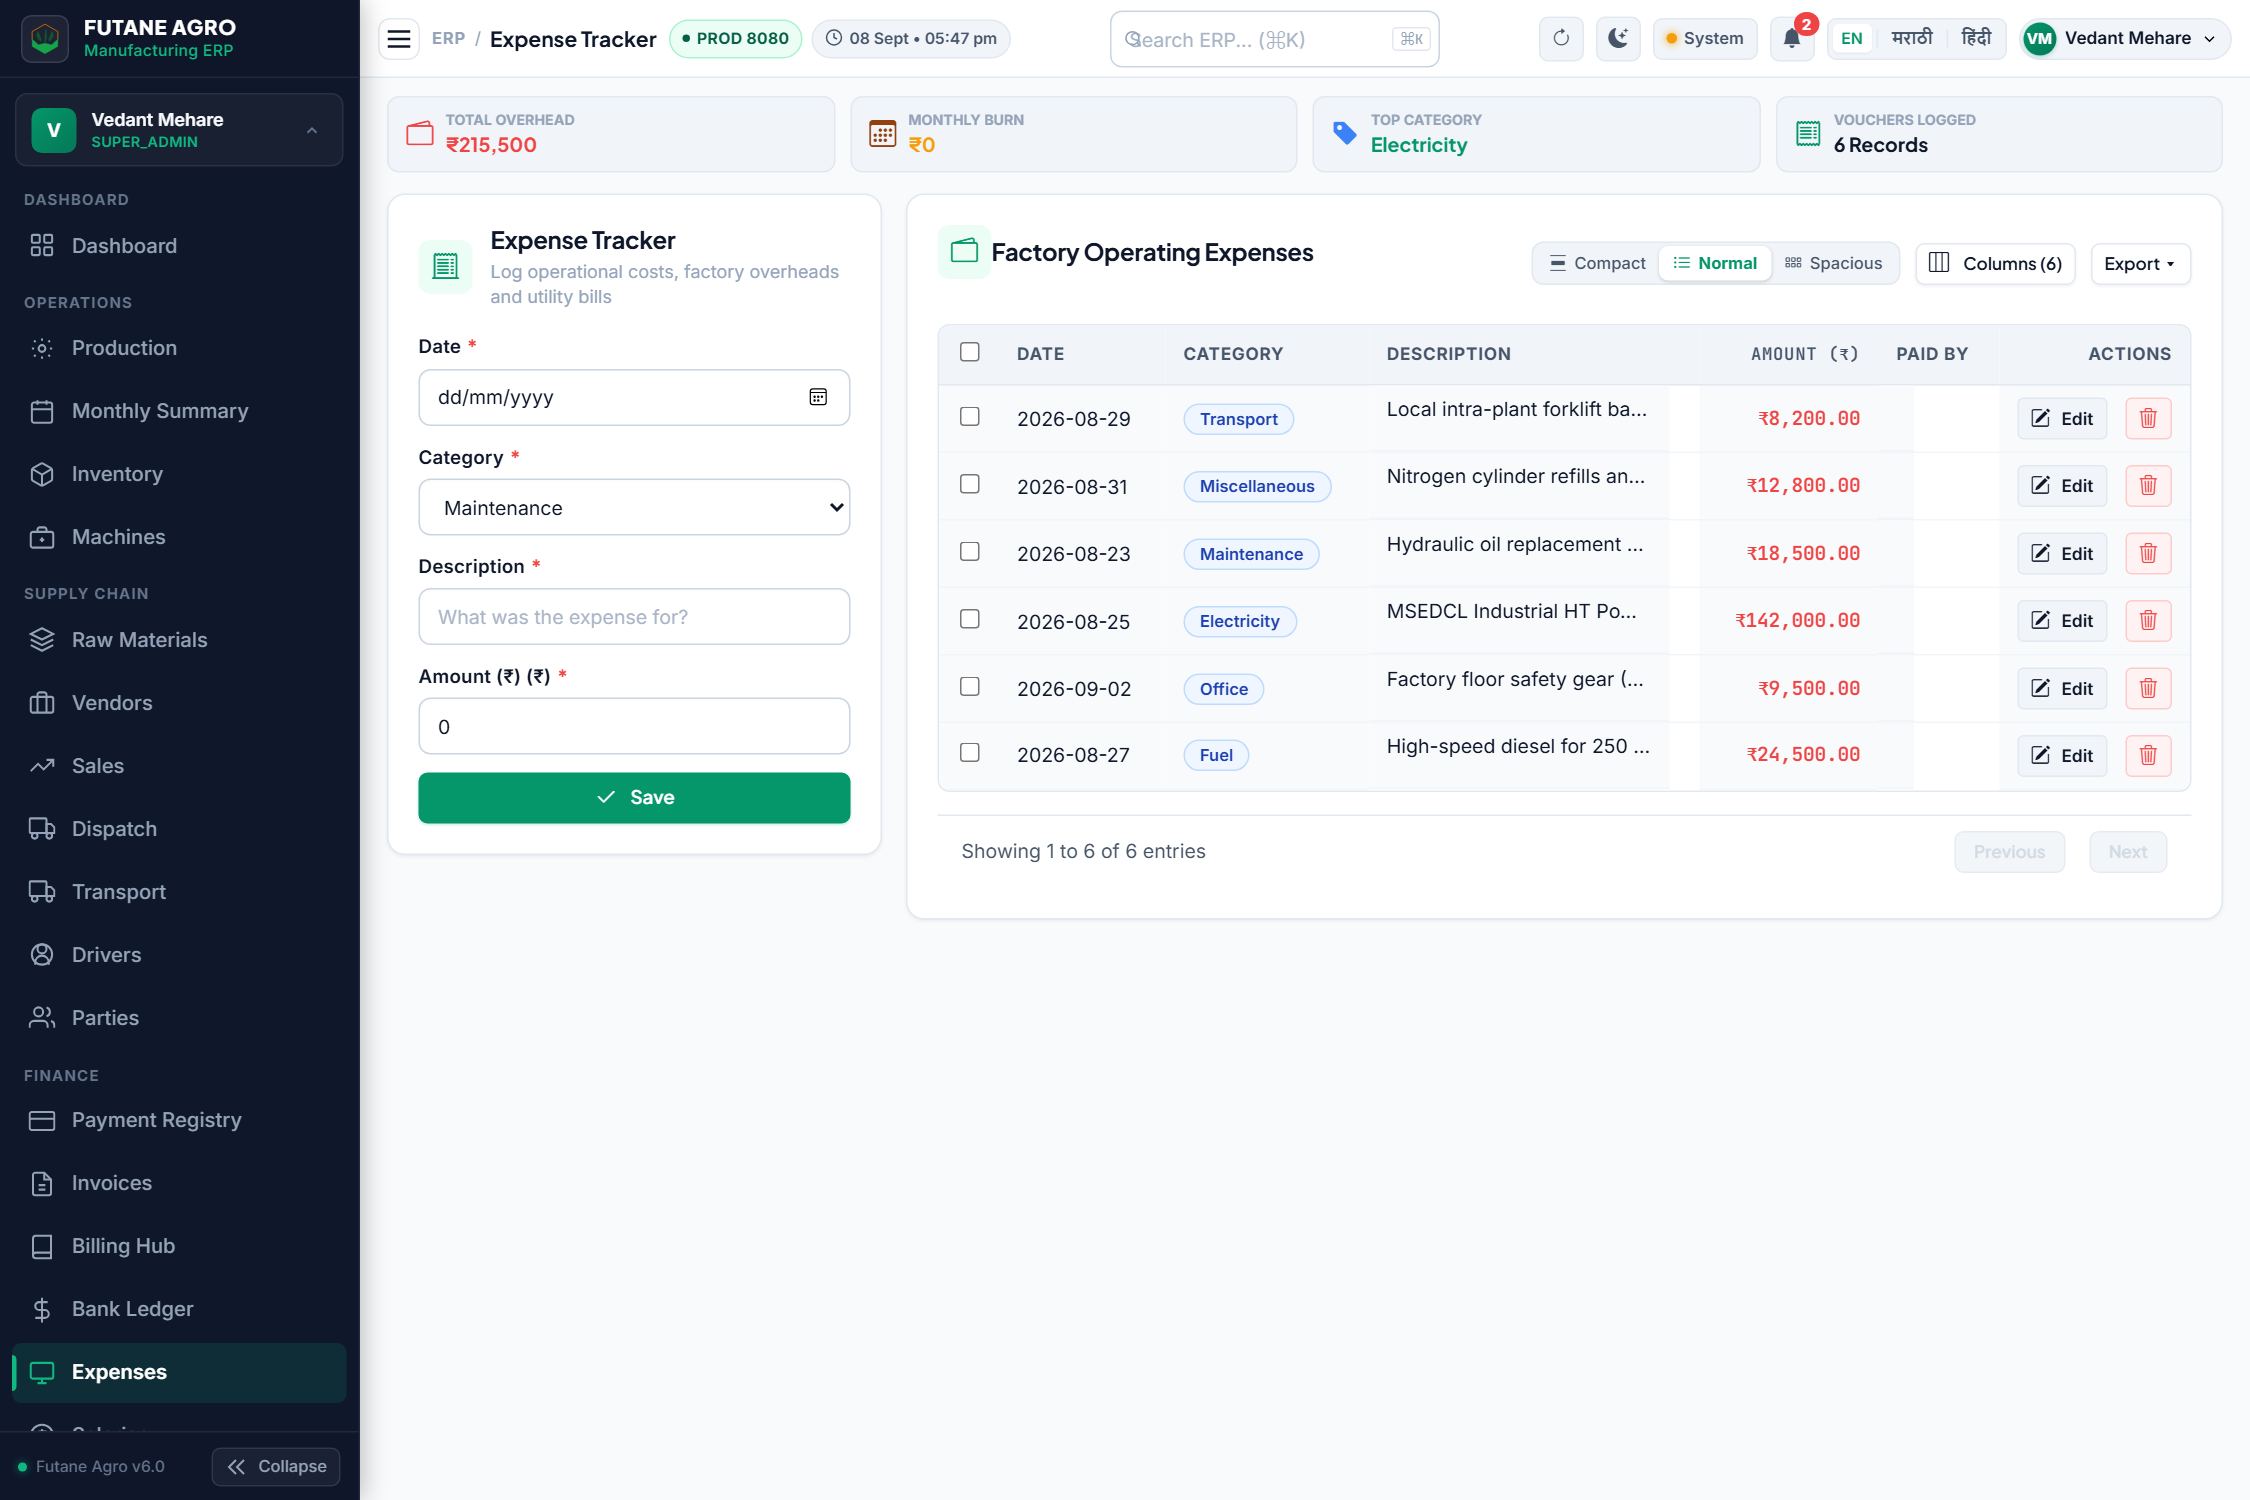 FUTANE AGRO
Manufacturing ERP
V
Vedant Mehare
SUPER_ADMIN
DASHBOARD
Dashboard
OPERATIONS
Production
Monthly Summary
Inventory
Machines
SUPPLY CHAIN
Raw Materials
Vendors
Sales
Dispatch
Transport
Drivers
Parties
FINANCE
Payment Registry
Invoices
Billing Hub
Bank Ledger
Expenses
Futane Agro v6.0
Collapse
ERP / Expense Tracker
PROD 8080
08 Sept • 05:47 pm
Search ERP... (⌘K)
⌘K
System
2
EN
मराठी
हिंदी
VM
Vedant Mehare
TOTAL OVERHEAD
₹215,500
MONTHLY BURN
₹0
TOP CATEGORY
Electricity
VOUCHERS LOGGED
6 Records
Expense Tracker
Log operational costs, factory overheads
and utility bills
Date *
dd/mm/yyyy
Category *
Maintenance
Description *
What was the expense for?
Amount (₹) (₹) *
0
Save
Factory Operating Expenses
Compact
Normal
Spacious
Columns (6)
Export
DATE CATEGORY DESCRIPTION AMOUNT (₹) PAID BY ACTIONS
2026-08-29 Transport Local intra-plant forklift ba... ₹8,200.00 Edit
2026-08-31 Miscellaneous Nitrogen cylinder refills an... ₹12,800.00 Edit
2026-08-23 Maintenance Hydraulic oil replacement ... ₹18,500.00 Edit
2026-08-25 Electricity MSEDCL Industrial HT Po... ₹142,000.00 Edit
2026-09-02 Office Factory floor safety gear (... ₹9,500.00 Edit
2026-08-27 Fuel High-speed diesel for 250 ... ₹24,500.00 Edit
Showing 1 to 6 of 6 entries
Previous
Next